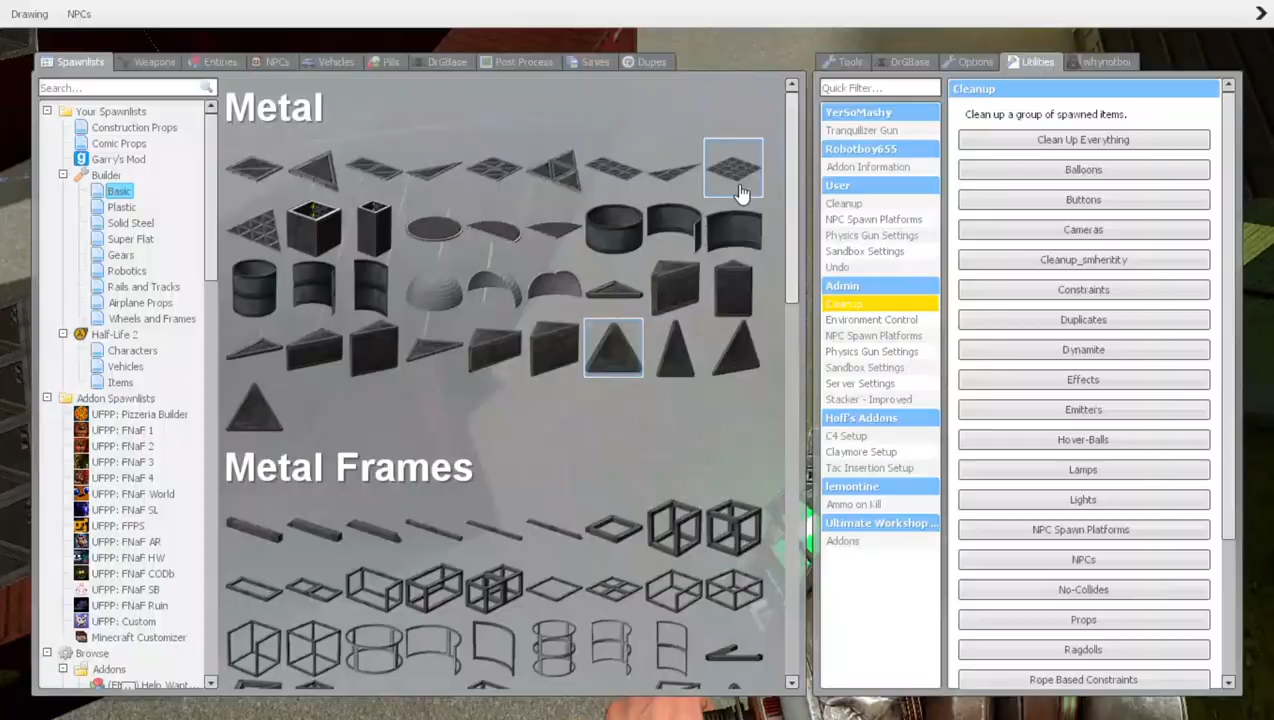 Drawing NPCs
Spawnlists Weapons Entities NPCs Vehicles Pills DrGBase Post Process Saves Dupes
Search...
Your Spawnlists
Construction Props
Comic Props
Garry's Mod
Builder
Basic
Plastic
Solid Steel
Super Flat
Gears
Robotics
Rails and Tracks
Airplane Props
Wheels and Frames
Half-Life 2
Characters
Vehicles
Items
Addon Spawnlists
UFPP: Pizzeria Builder
UFPP: FNaF 1
UFPP: FNaF 2
UFPP: FNaF 3
UFPP: FNaF 4
UFPP: FNaF World
UFPP: FNaF SL
UFPP: FFPS
UFPP: FNaF AR
UFPP: FNaF HW
UFPP: FNaF CODb
UFPP: FNaF SB
UFPP: FNaF Ruin
UFPP: Custom
Minecraft Customizer
Browse
Addons
Help Want...
Metal
Metal Frames
Tools DrGBase Options Utilities whynotboi
Quick Filter...
YerSoMashy
Tranquilizer Gun
Robotboy655
Addon Information
User
Cleanup
NPC Spawn Platforms
Physics Gun Settings
Sandbox Settings
Undo
Admin
Cleanup
Environment Control
NPC Spawn Platforms
Physics Gun Settings
Sandbox Settings
Server Settings
Stacker - Improved
Hoff's Addons
C4 Setup
Claymore Setup
Tac Insertion Setup
lemontine
Ammo on Kill
Ultimate Workshop ...
Addons
Cleanup
Clean up a group of spawned items.
Clean Up Everything
Balloons
Buttons
Cameras
Cleanup_smhentity
Constraints
Duplicates
Dynamite
Effects
Emitters
Hover-Balls
Lamps
Lights
NPC Spawn Platforms
NPCs
No-Collides
Props
Ragdolls
Rope Based Constraints